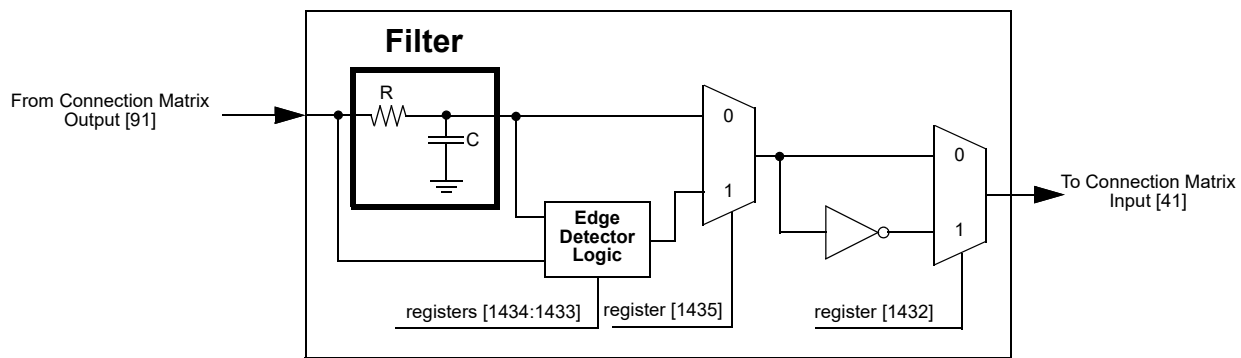 Filter
R
C
From Connection Matrix
Output [91]
0
1
Edge
Detector
Logic
0
1
To Connection Matrix
Input [41]
registers [1434:1433]
register [1435]
register [1432]